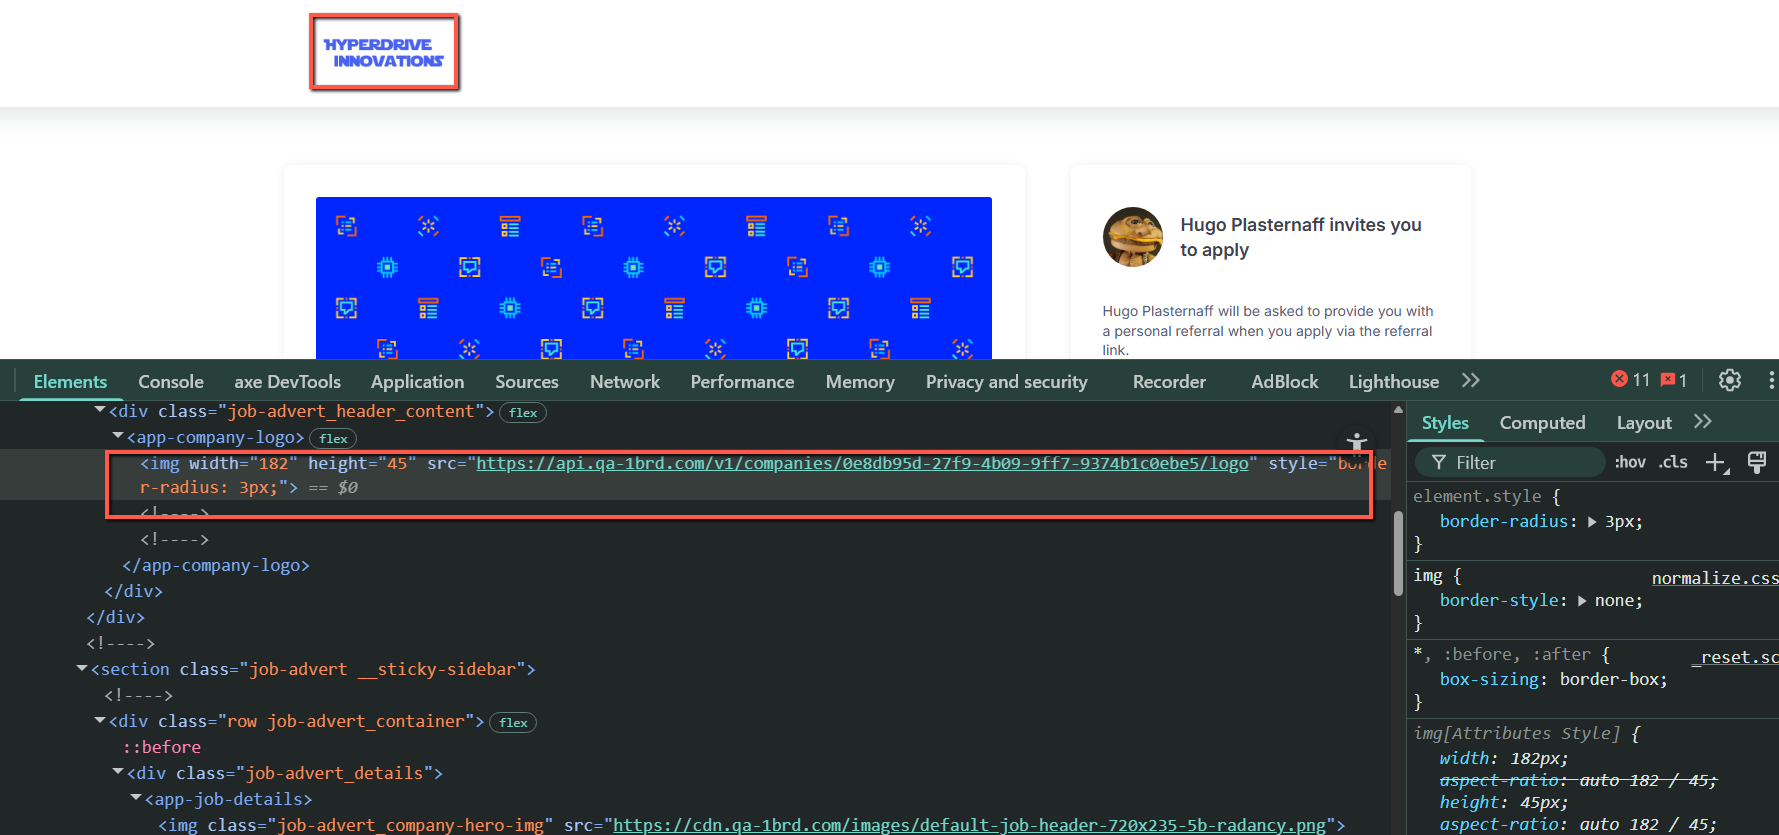 HYPERDRIVE
INNOVATIONS
Hugo Plasternaff invites you
to apply
Hugo Plasternaff will be asked to provide you with
a personal referral when you apply via the referral
link.
Elements Console axe DevTools Application Sources Network Performance Memory Privacy and security Recorder AdBlock Lighthouse 11 1
<div class="job-advert_header_content"> flex
<app-company-logo> flex
<img width="182" height="45" src="https://api.qa-1brd.com/v1/companies/0e8db95d-27f9-4b09-9ff7-9374b1c0ebe5/logo" style="borde
r-radius: 3px;"> == $0
<!---->
<!---->
</app-company-logo>
</div>
</div>
<!---->
<section class="job-advert __sticky-sidebar">
<!---->
<div class="row job-advert_container"> flex
::before
<div class="job-advert_details">
<app-job-details>
<img class="job-advert_company-hero-img" src="https://cdn.qa-1brd.com/images/default-job-header-720x235-5b-radancy.png">
Styles Computed Layout
Filter :hov .cls
element.style {
border-radius: 3px;
}
img { normalize.css
border-style: none;
}
*, :before, :after { _reset.sc
box-sizing: border-box;
}
img[Attributes Style] {
width: 182px;
aspect-ratio: auto 182 / 45;
height: 45px;
aspect-ratio: auto 182 / 45;